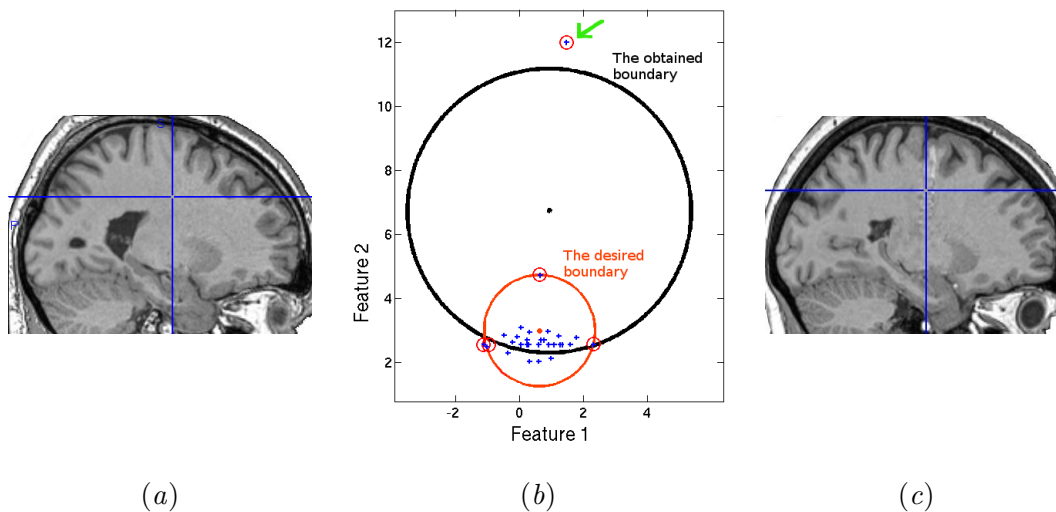 12
10
8
6
4
2
-2
0
2
4
Feature 2
Feature 1
The obtained
boundary
The desired
boundary
(a)
(b)
(c)